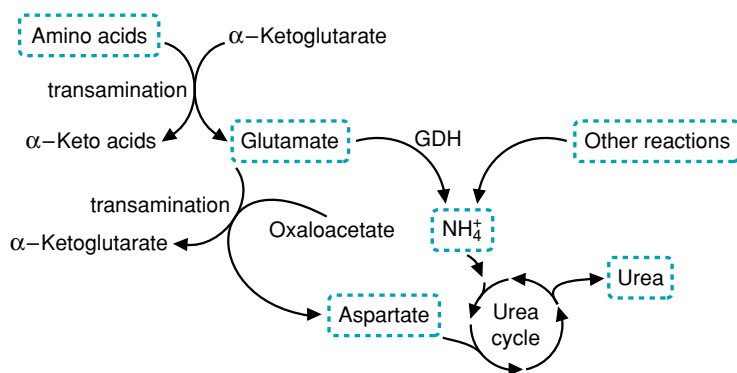 Amino acids
α–Ketoglutarate
transamination
α–Keto acids
Glutamate
GDH
Other reactions
transamination
α–Ketoglutarate
Oxaloacetate
NH₄⁺
Aspartate
Urea
cycle
Urea